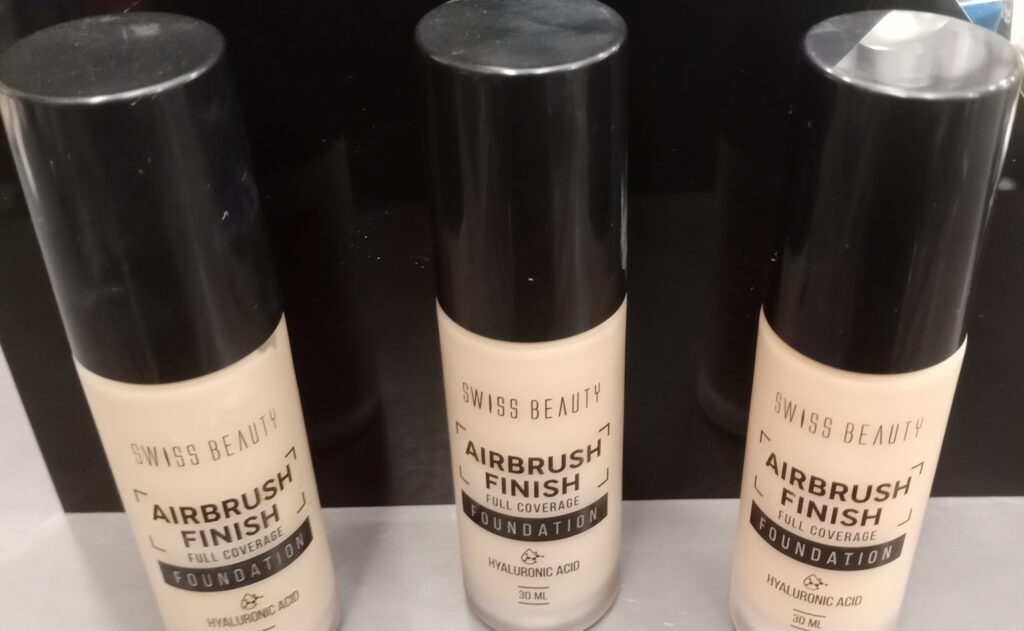 SWISS BEAUTY
AIRBRUSH
FINISH
FULL COVERAGE
FOUNDATION
HYALURONIC ACID
SWISS BEAUTY
AIRBRUSH
FINISH
FULL COVERAGE
FOUNDATION
HYALURONIC ACID
30 ML
SWISS BEAUTY
AIRBRUSH
FINISH
FULL COVERAGE
FOUNDATION
HYALURONIC ACID
30 ML